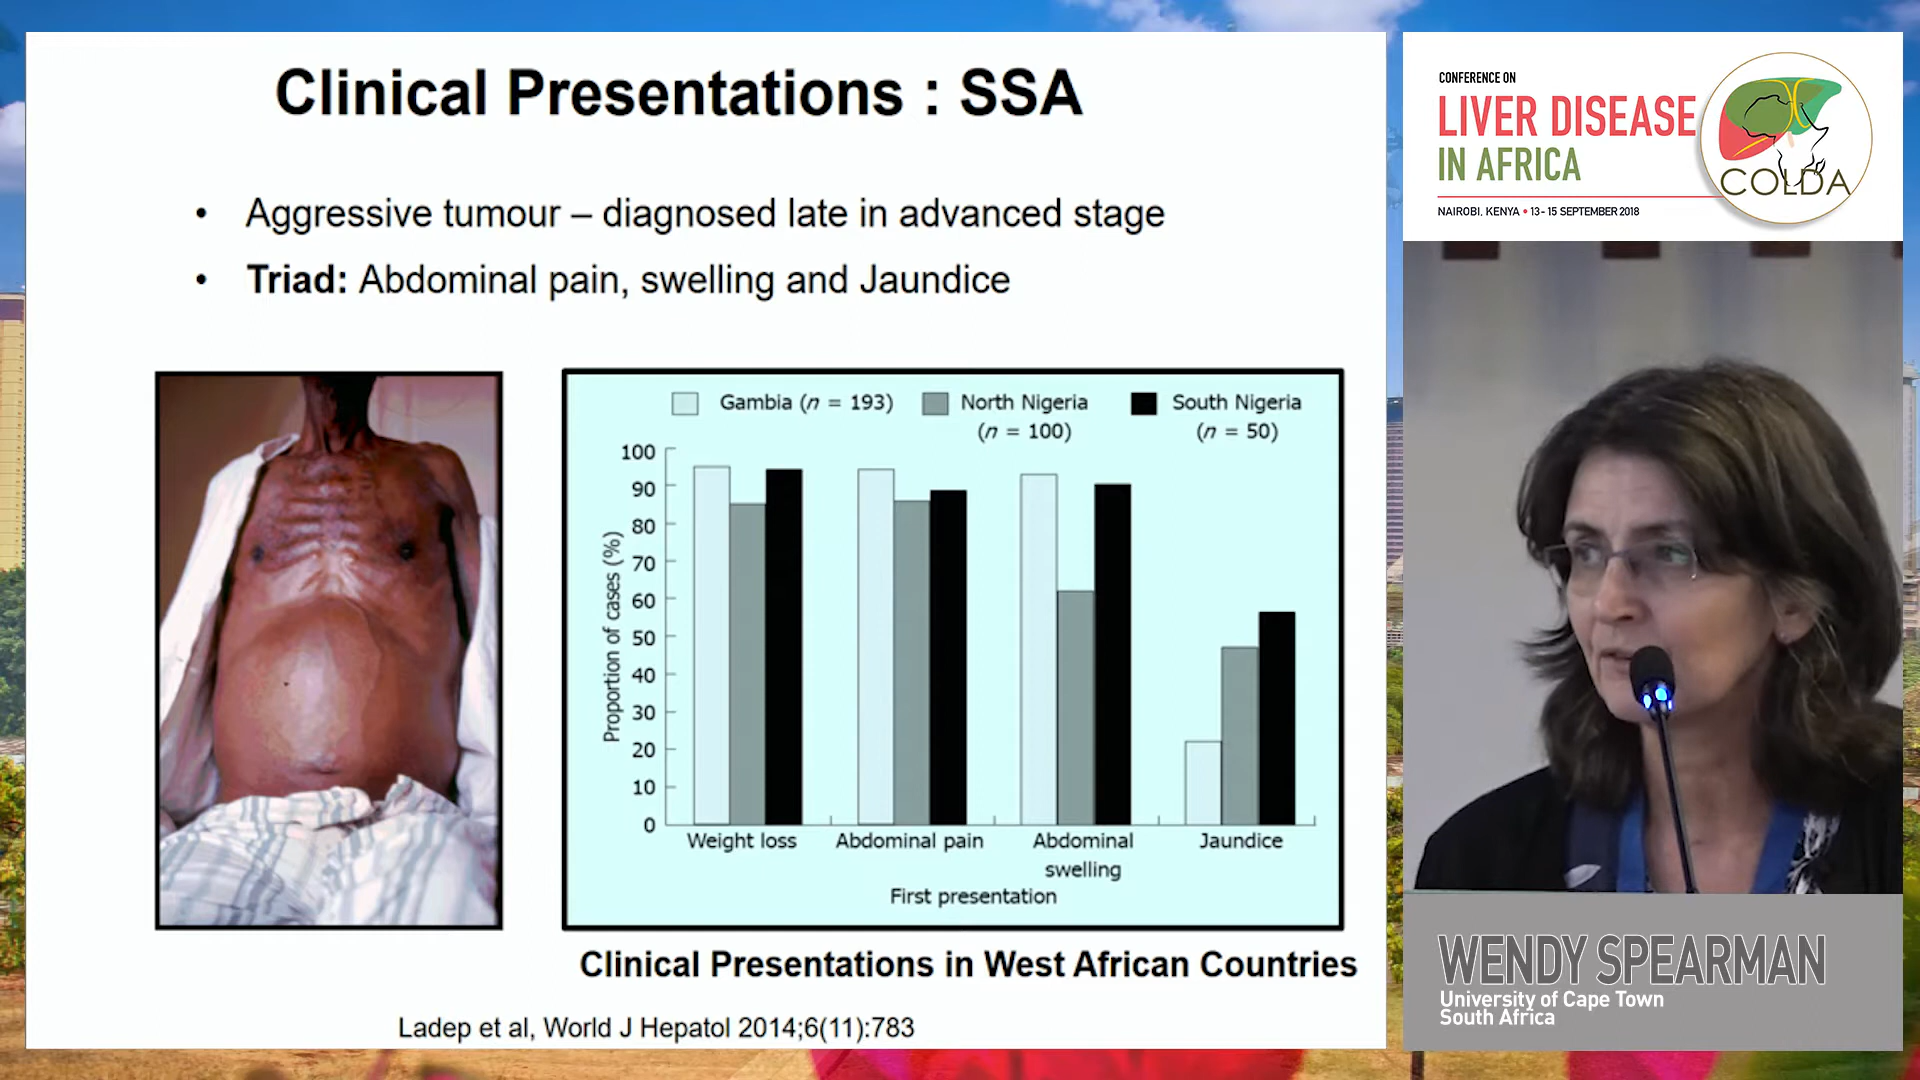 Clinical Presentations : SSA
• Aggressive tumour – diagnosed late in advanced stage
• Triad: Abdominal pain, swelling and Jaundice
Gambia (n = 193)
North Nigeria
(n = 100)
South Nigeria
(n = 50)
100
90
80
70
60
50
40
30
20
10
0
Proportion of cases (%)
Weight loss
Abdominal pain
Abdominal
swelling
Jaundice
First presentation
Clinical Presentations in West African Countries
Ladep et al, World J Hepatol 2014;6(11):783
CONFERENCE ON
LIVER DISEASE
IN AFRICA
COLDA
NAIROBI, KENYA • 13 - 15 SEPTEMBER 2018
WENDY SPEARMAN
University of Cape Town
South Africa